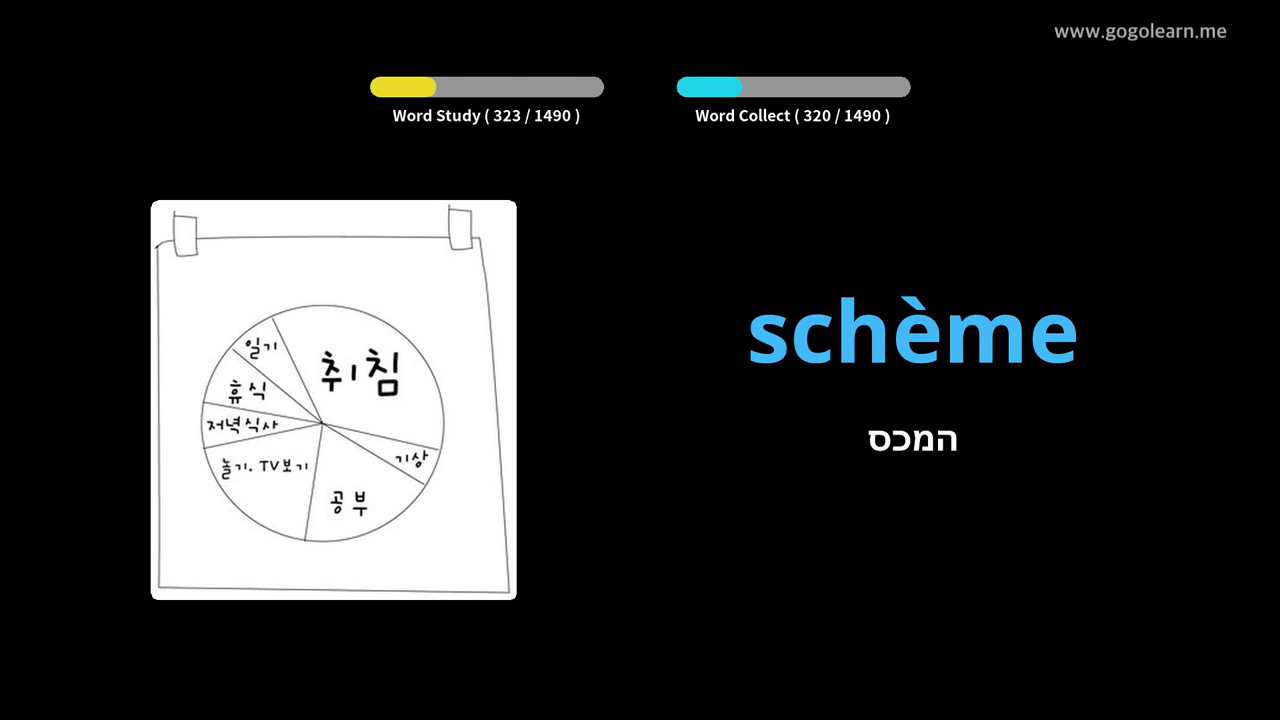 www.gogolearn.me
Word Study ( 323 / 1490 )
Word Collect ( 320 / 1490 )
일기
취침
휴식
저녁식사
놀기. TV보기
기상
공부
schème
המכס